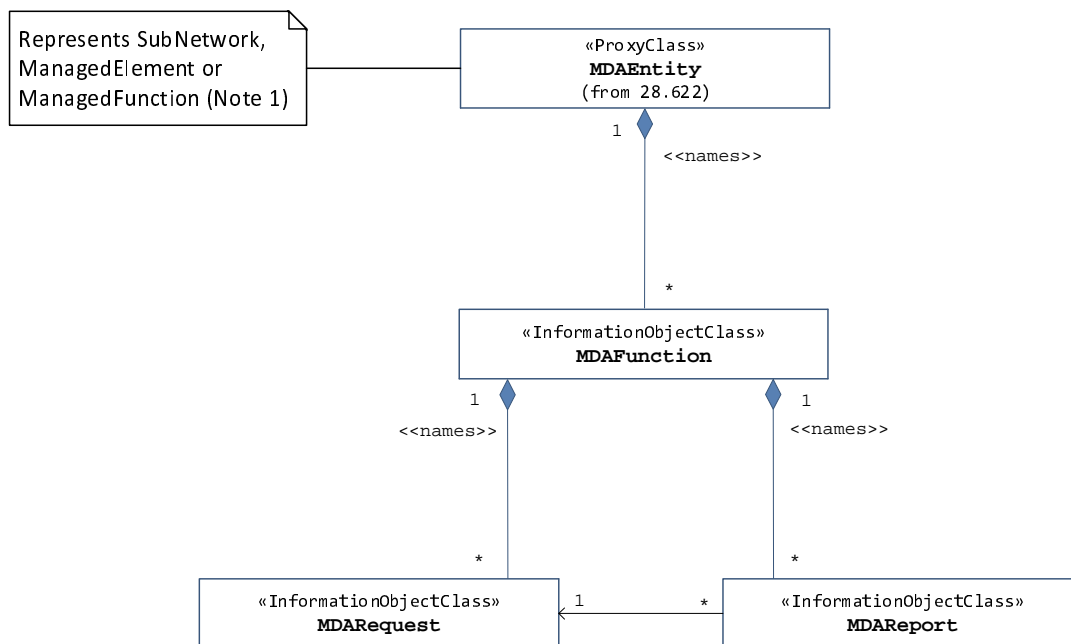 Represents SubNetwork,
ManagedElement or
ManagedFunction (Note 1)
«ProxyClass»
MDAEntity
(from 28.622)
1
<<names>>
*
«InformationObjectClass»
MDAFunction
1
<<names>>
*
1
<<names>>
*
«InformationObjectClass»
MDARequest
1
*
«InformationObjectClass»
MDAReport